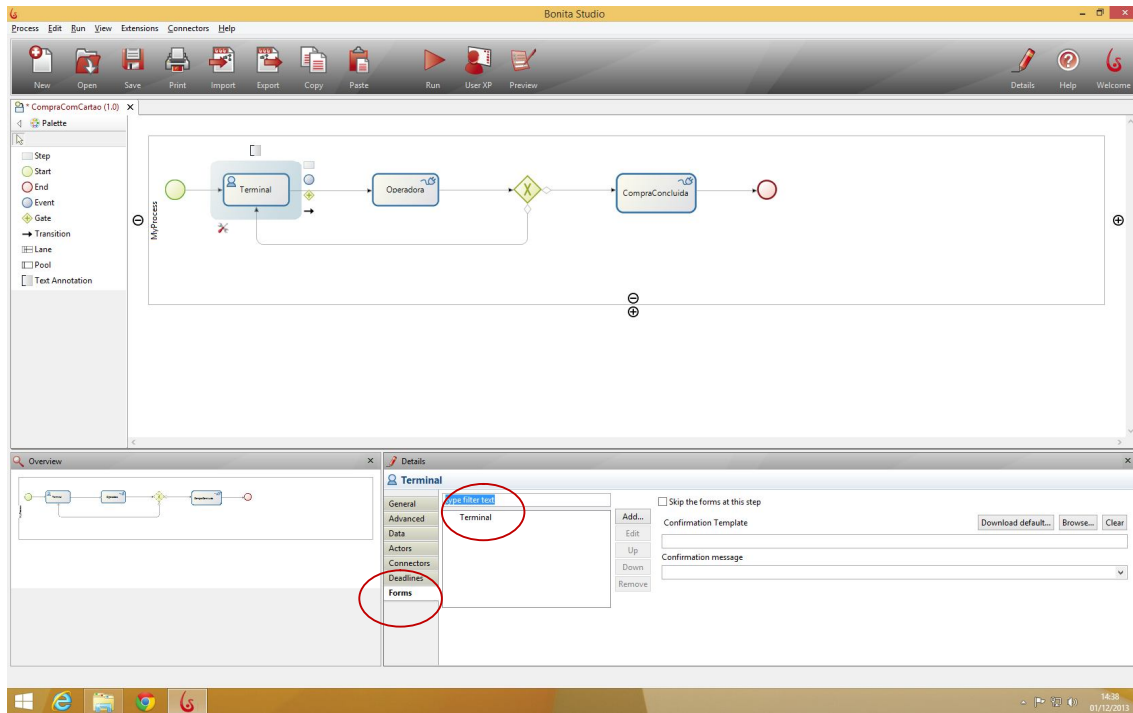 Bonita Studio
Process Edit Run View Extensions Connectors Help
New Open Save Print Import Export Copy Paste Run User XP Preview Details Help Welcome
* CompraComCartao (1.0)
Palette
Step
Start
End
Event
Gate
Transition
Lane
Pool
Text Annotation
MyProcess
Terminal
Operadora
X
CompraConcluida
Overview
Details
Terminal
General
Advanced
Data
Actors
Connectors
Deadlines
Forms
type filter text
Terminal
Add...
Edit
Up
Down
Remove
Skip the forms at this step
Confirmation Template
Download default... Browse... Clear
Confirmation message
14:38
01/12/2013